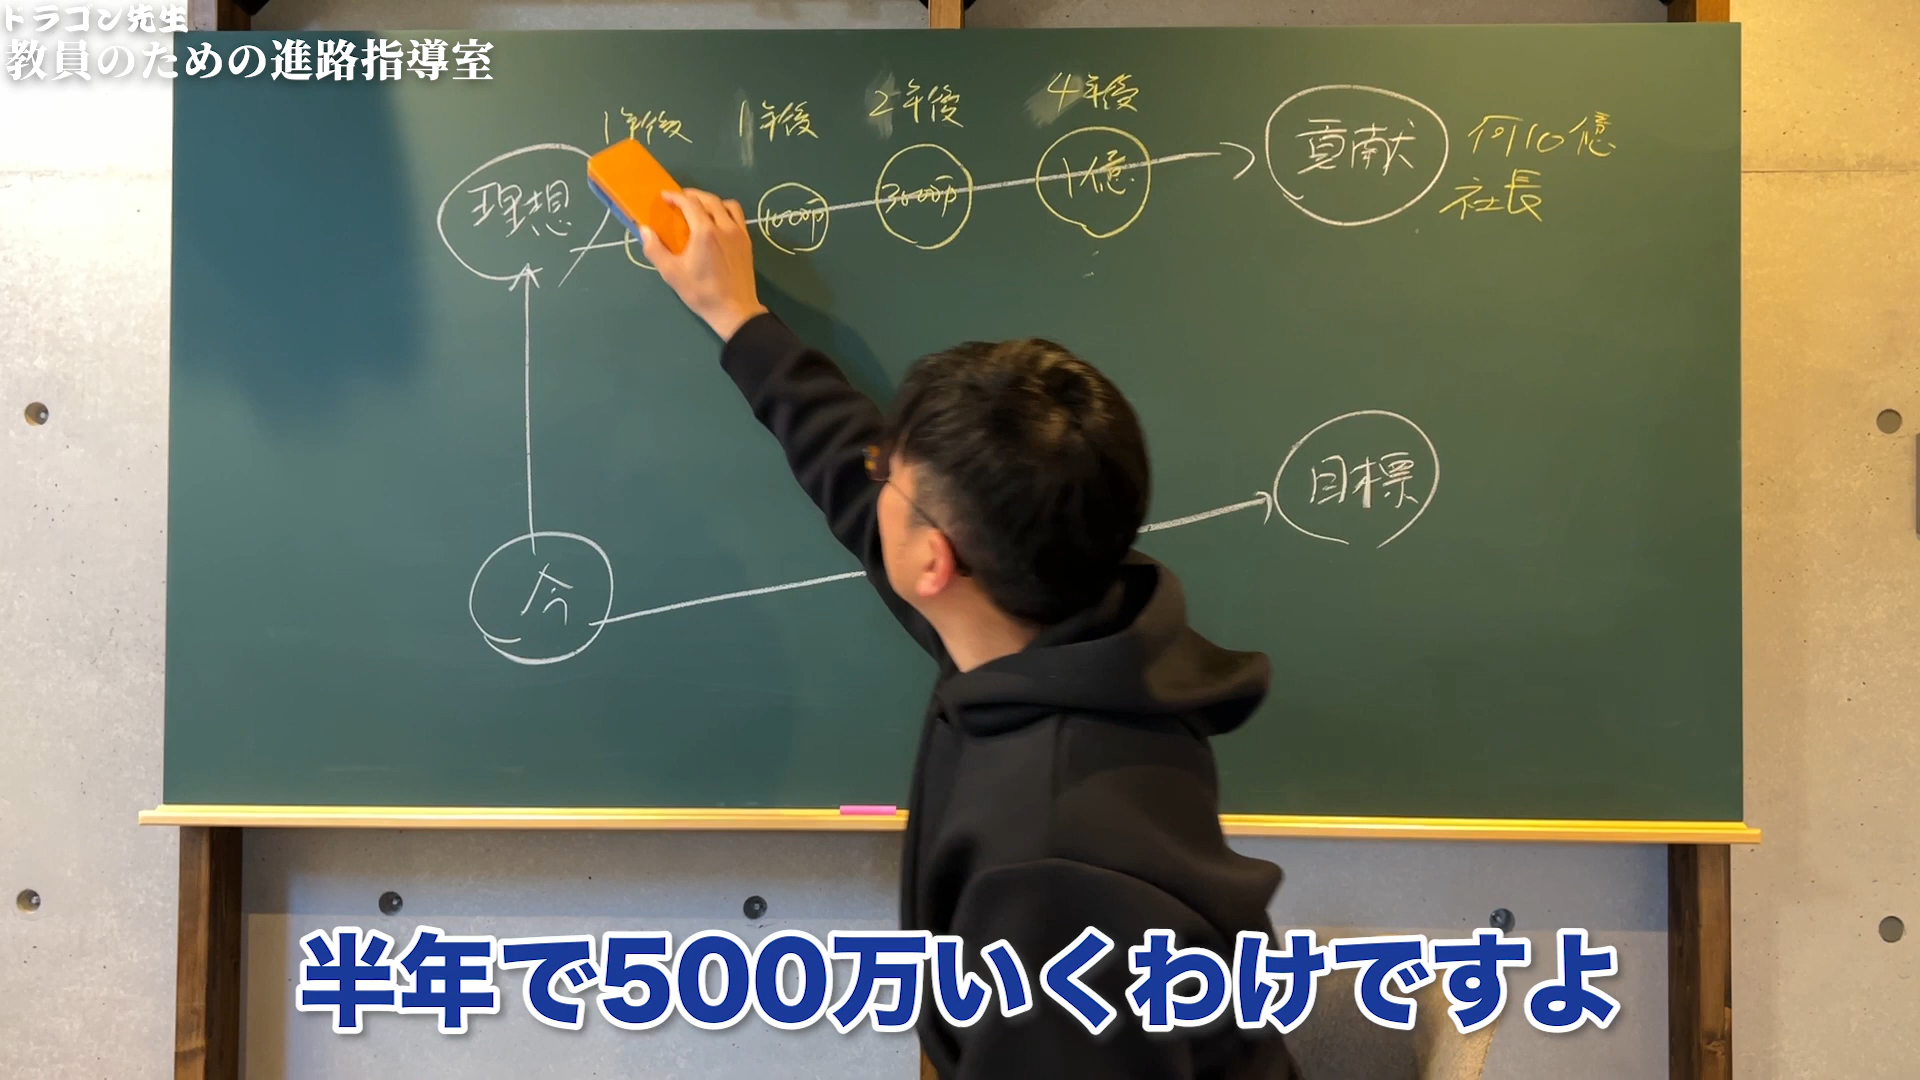 ドラゴン先生
教員のための進路指導室
1年後 1年後 2年後 4年後
理想 1000万 3000万 1億 貢献 何10億
社長
目標
今
半年で500万いくわけですよ